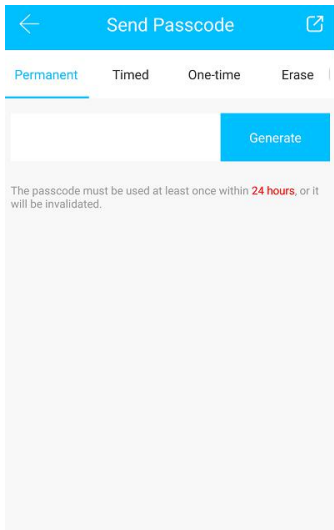 Send Passcode
Permanent Timed One-time Erase
Generate
The passcode must be used at least once within 24 hours, or it
will be invalidated.